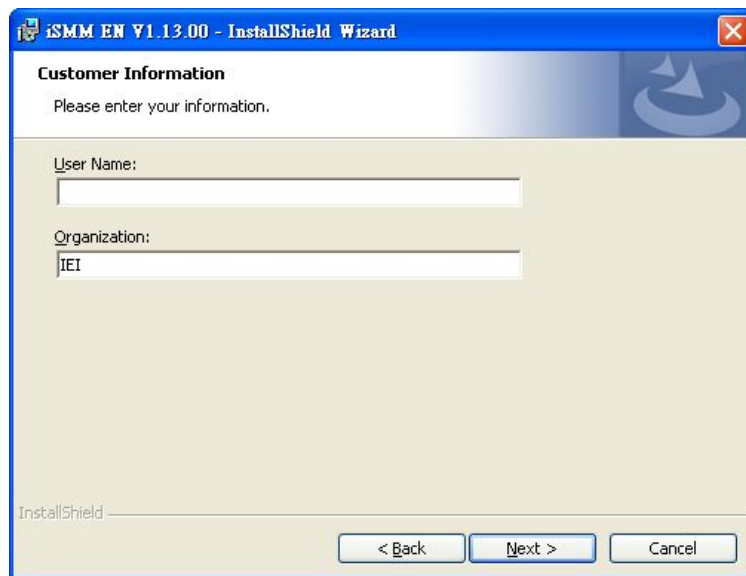 iSMM EN V1.13.00 - InstallShield Wizard
Customer Information
Please enter your information.
User Name:
Organization:
IEI
InstallShield
< Back Next > Cancel